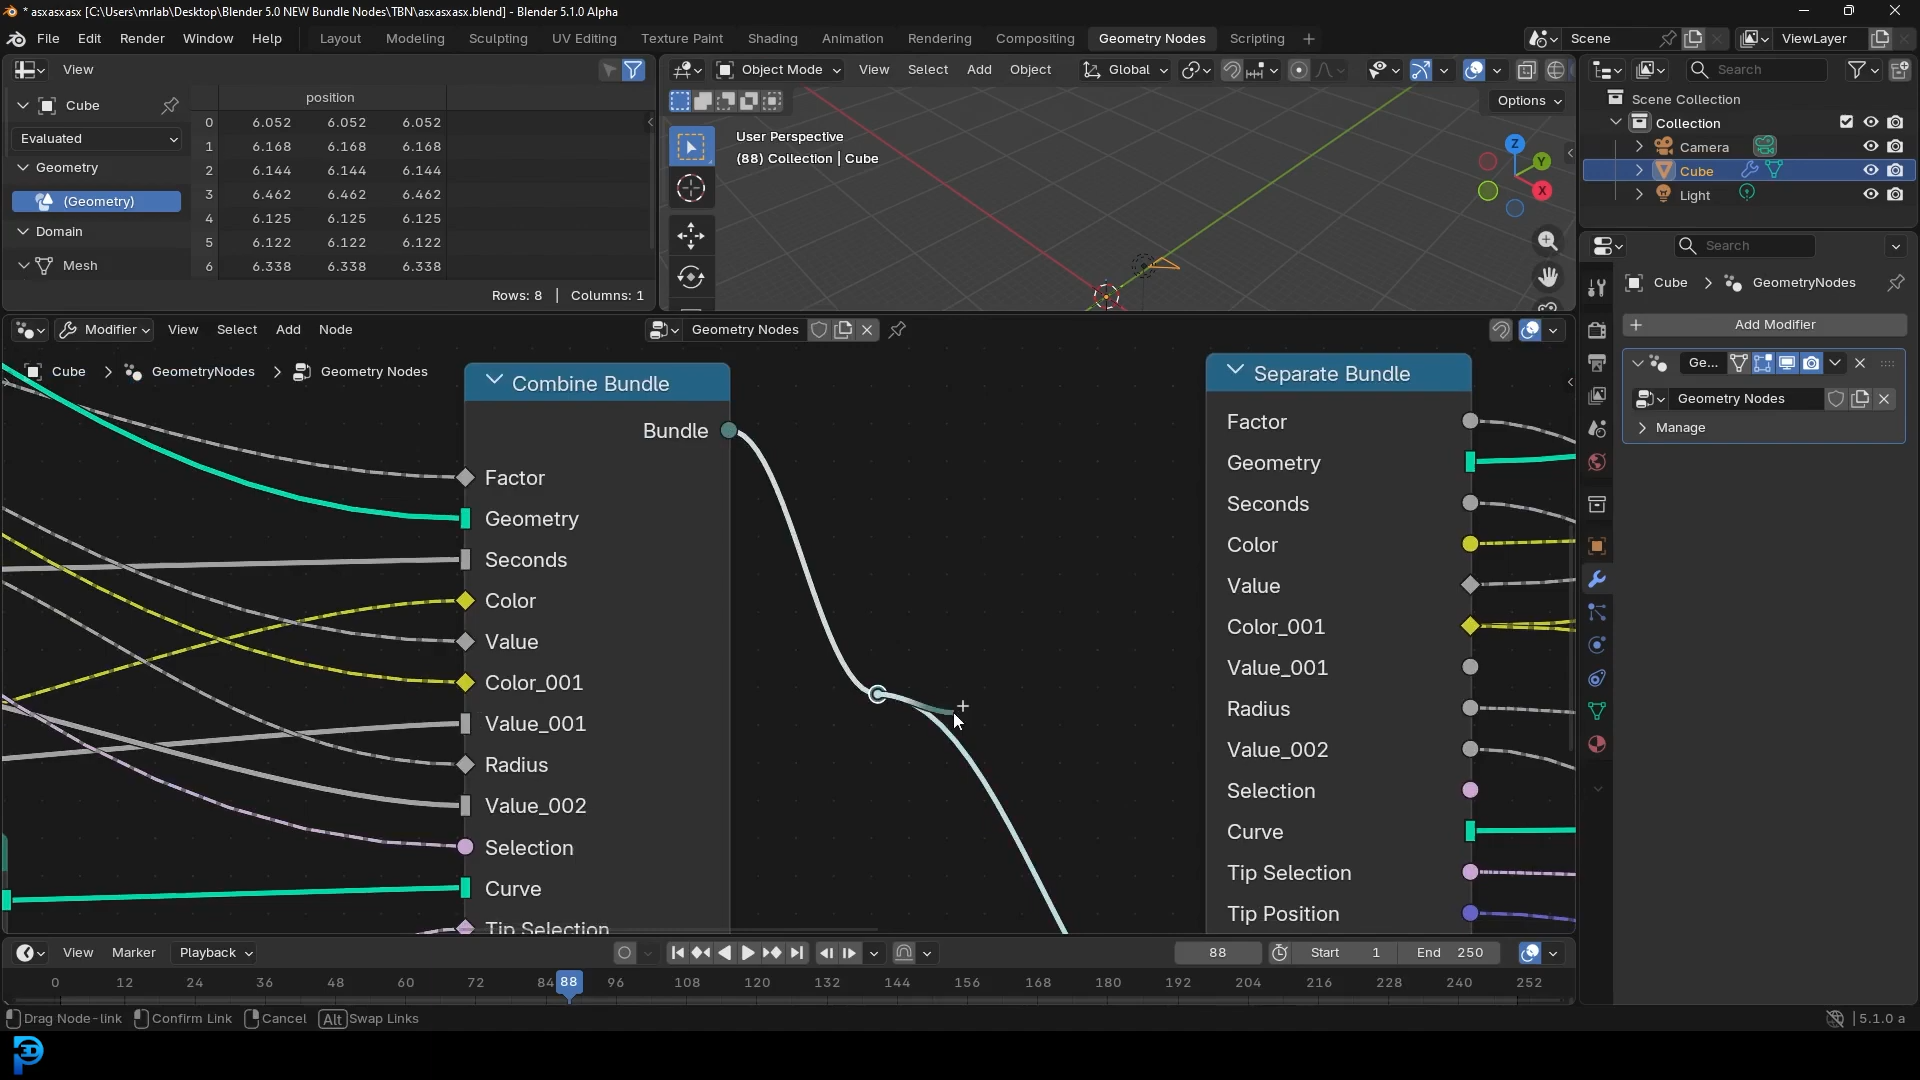 * asxasxasx [C:\Users\mrlab\Desktop\Blender 5.0 NEW Bundle Nodes\TBN\asxasxasx.blend] - Blender 5.1.0 Alpha
File Edit Render Window Help
Layout Modeling Sculpting UV Editing Texture Paint Shading Animation Rendering Compositing Geometry Nodes Scripting +
Scene
ViewLayer
View
Cube
Evaluated
Geometry
(Geometry)
Domain
Mesh
position
0 6.052 6.052 6.052
1 6.168 6.168 6.168
2 6.144 6.144 6.144
3 6.462 6.462 6.462
4 6.125 6.125 6.125
5 6.122 6.122 6.122
6 6.338 6.338 6.338
Rows: 8 | Columns: 1
Object Mode View Select Add Object Global
Options
User Perspective
(88) Collection | Cube
Z
Y
X
Search
Scene Collection
Collection
Camera
Cube
Light
Search
Cube > GeometryNodes
+ Add Modifier
Ge...
Geometry Nodes
Manage
Modifier View Select Add Node
Geometry Nodes
Cube > GeometryNodes > Geometry Nodes
Combine Bundle
Bundle
Factor
Geometry
Seconds
Color
Value
Color_001
Value_001
Radius
Value_002
Selection
Curve
Tip Selection
Separate Bundle
Factor
Geometry
Seconds
Color
Value
Color_001
Value_001
Radius
Value_002
Selection
Curve
Tip Selection
Tip Position
View Marker Playback
88
Start 1
End 250
0 12 24 36 48 60 72 84 88 96 108 120 132 144 156 168 180 192 204 216 228 240 252
Drag Node-link Confirm Link Cancel Alt Swap Links
5.1.0 a